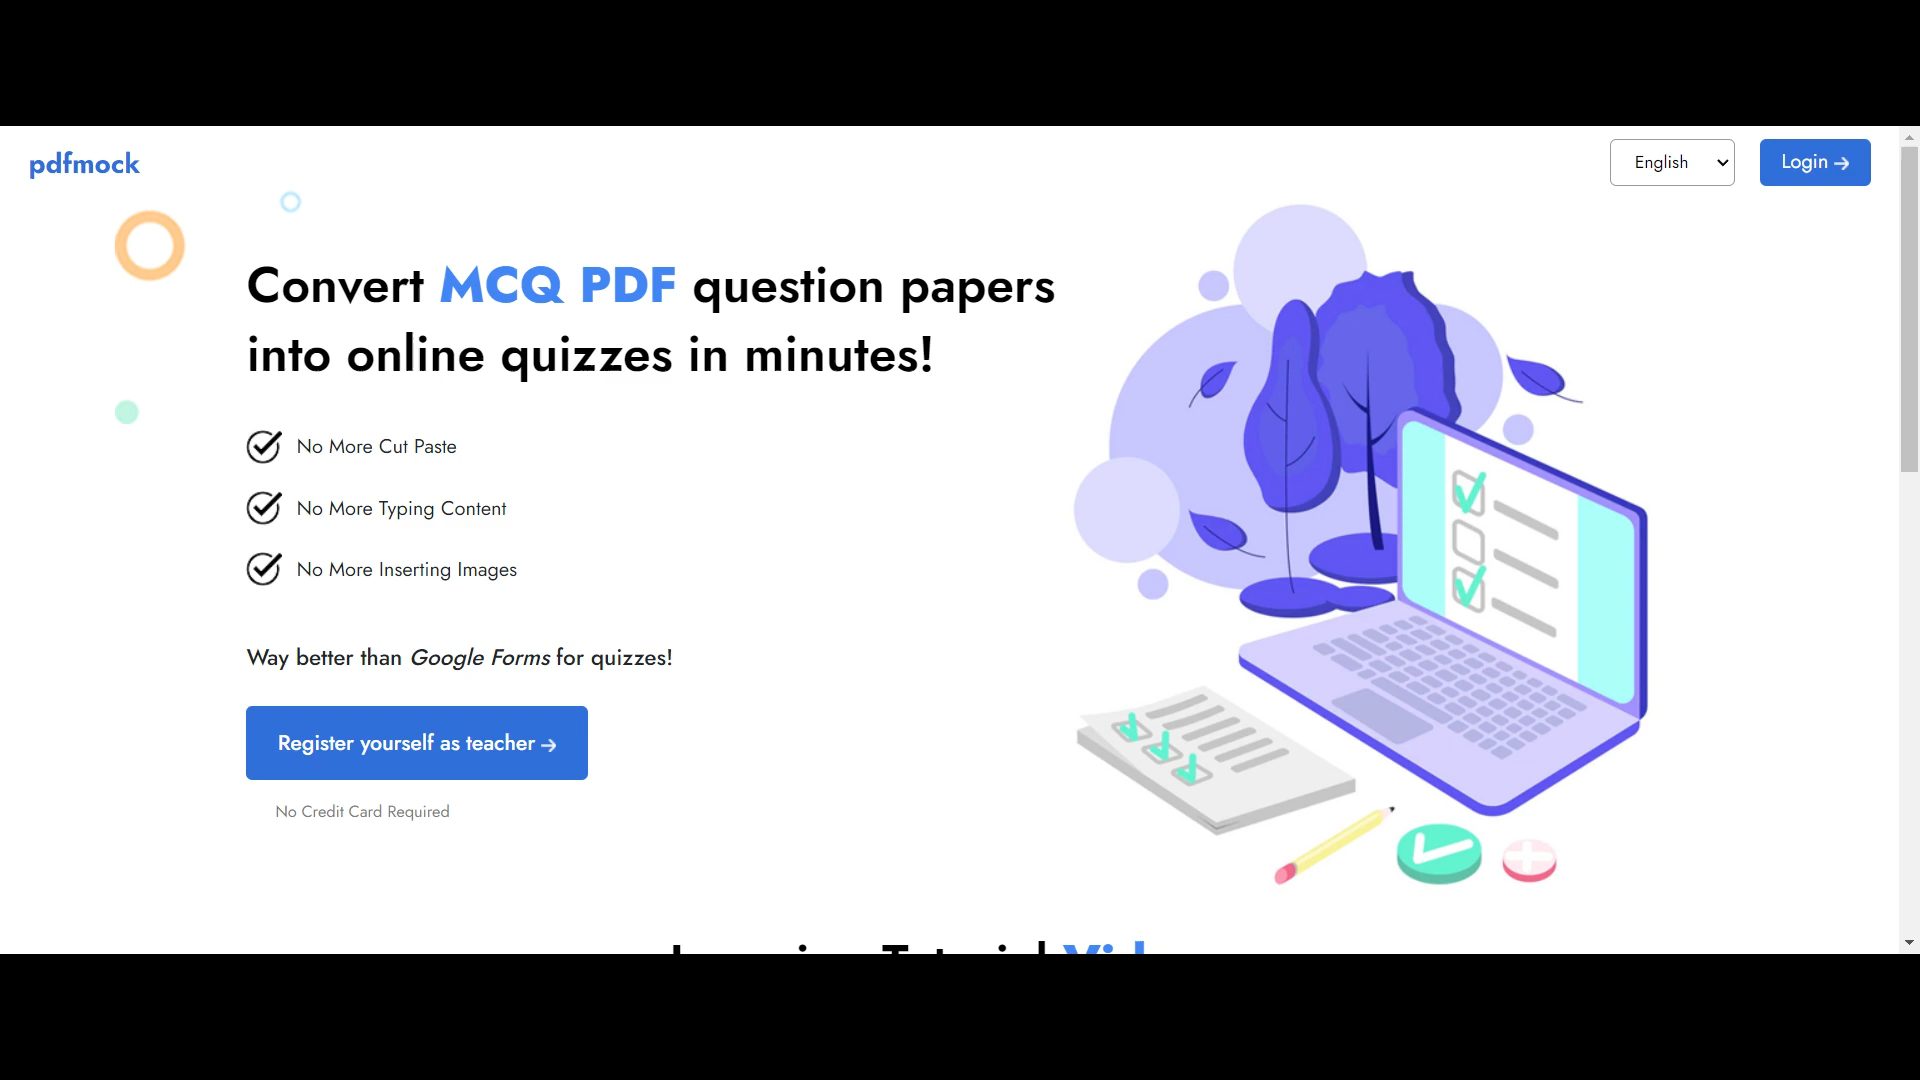 pdfmock
English
Login →
Convert MCQ PDF question papers
into online quizzes in minutes!
No More Cut Paste
No More Typing Content
No More Inserting Images
Way better than Google Forms for quizzes!
Register yourself as teacher →
No Credit Card Required
Tutorial